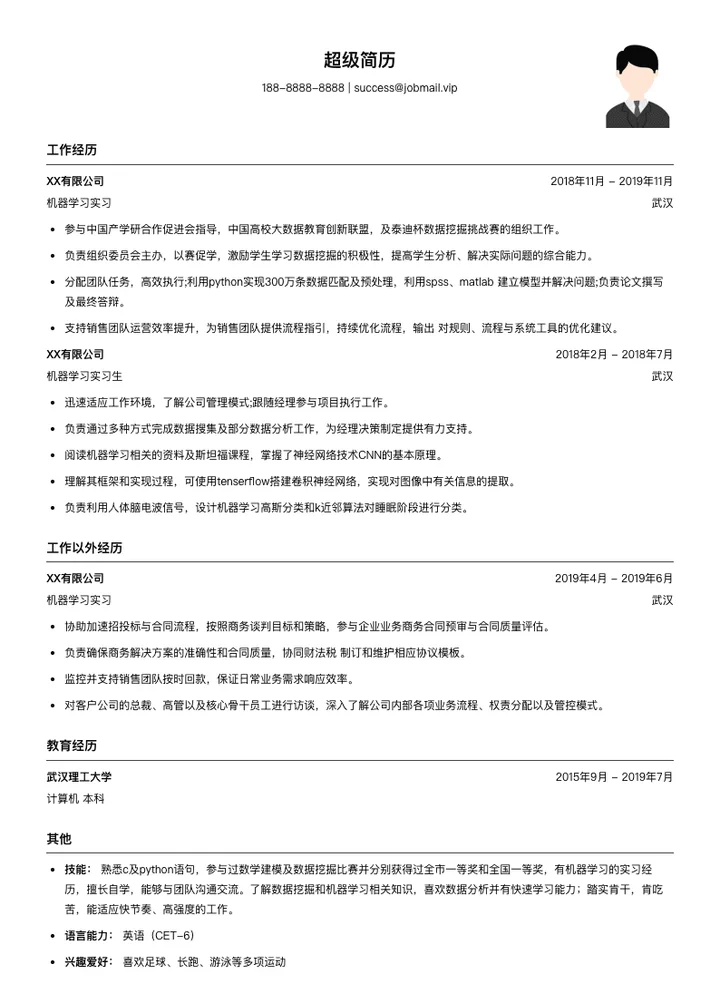 超级简历
188-8888-8888 | success@jobmail.vip
工作经历
XX有限公司 2018年11月 – 2019年11月
机器学习实习 武汉
• 参与中国产学研合作促进会指导，中国高校大数据教育创新联盟，及泰迪杯数据挖掘挑战赛的组织工作。
• 负责组织委员会主办，以赛促学，激励学生学习数据挖掘的积极性，提高学生分析、解决实际问题的综合能力。
• 分配团队任务，高效执行;利用python实现300万条数据匹配及预处理，利用spss、matlab 建立模型并解决问题;负责论文撰写
及最终答辩。
• 支持销售团队运营效率提升，为销售团队提供流程指引，持续优化流程，输出 对规则、流程与系统工具的优化建议。
XX有限公司 2018年2月 – 2018年7月
机器学习实习生 武汉
• 迅速适应工作环境，了解公司管理模式;跟随经理参与项目执行工作。
• 负责通过多种方式完成数据搜集及部分数据分析工作，为经理决策制定提供有力支持。
• 阅读机器学习相关的资料及斯坦福课程，掌握了神经网络技术CNN的基本原理。
• 理解其框架和实现过程，可使用tenserflow搭建卷积神经网络，实现对图像中有关信息的提取。
• 负责利用人体脑电波信号，设计机器学习高斯分类和k近邻算法对睡眠阶段进行分类。
工作以外经历
XX有限公司 2019年4月 – 2019年6月
机器学习实习 武汉
• 协助加速招投标与合同流程，按照商务谈判目标和策略，参与企业业务商务合同预审与合同质量评估。
• 负责确保商务解决方案的准确性和合同质量，协同财法税 制订和维护相应协议模板。
• 监控并支持销售团队按时回款，保证日常业务需求响应效率。
• 对客户公司的总裁、高管以及核心骨干员工进行访谈，深入了解公司内部各项业务流程、权责分配以及管控模式。
教育经历
武汉理工大学 2015年9月 – 2019年7月
计算机 本科
其他
• 技能： 熟悉c及python语句，参与过数学建模及数据挖掘比赛并分别获得过全市一等奖和全国一等奖，有机器学习的实习经
历，擅长自学，能够与团队沟通交流。了解数据挖掘和机器学习相关知识，喜欢数据分析并有快速学习能力；踏实肯干，肯吃
苦，能适应快节奏、高强度的工作。
• 语言能力： 英语（CET-6）
• 兴趣爱好： 喜欢足球、长跑、游泳等多项运动